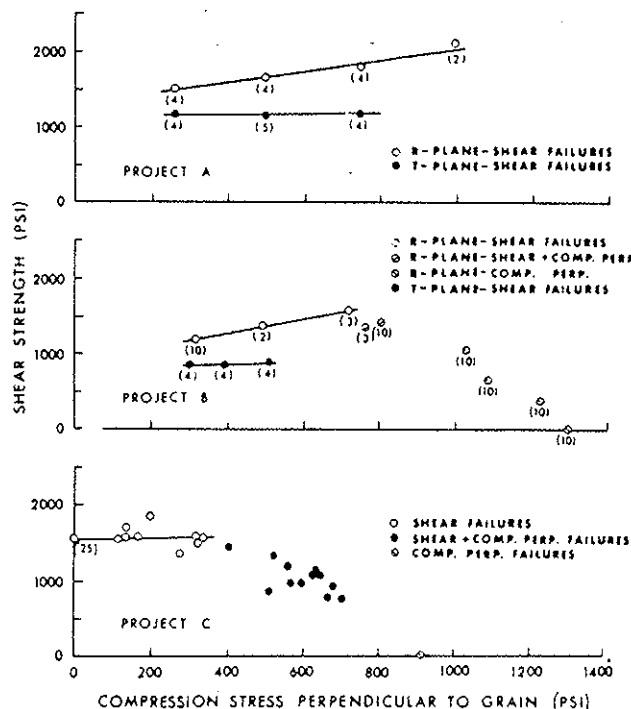 2000
1000
0
(4)
(4)
(4)
(2)
(4)
(5)
(4)
PROJECT A
R-PLANE-SHEAR FAILURES
T-PLANE-SHEAR FAILURES
SHEAR STRENGTH (PSI)
2000
1000
0
(10)
(2)
(3)
(3)
(10)
(4)
(4)
(4)
(10)
(10)
(10)
(10)
PROJECT B
R-PLANE-SHEAR FAILURES
R-PLANE-SHEAR + COMP. PERP.
R-PLANE-COMP. PERP.
T-PLANE-SHEAR FAILURES
2000
1000
0
(25)
PROJECT C
SHEAR FAILURES
SHEAR + COMP. PERP. FAILURES
COMP. PERP. FAILURES
0 200 400 600 800 1000 1200 1400
COMPRESSION STRESS PERPENDICULAR TO GRAIN (PSI)